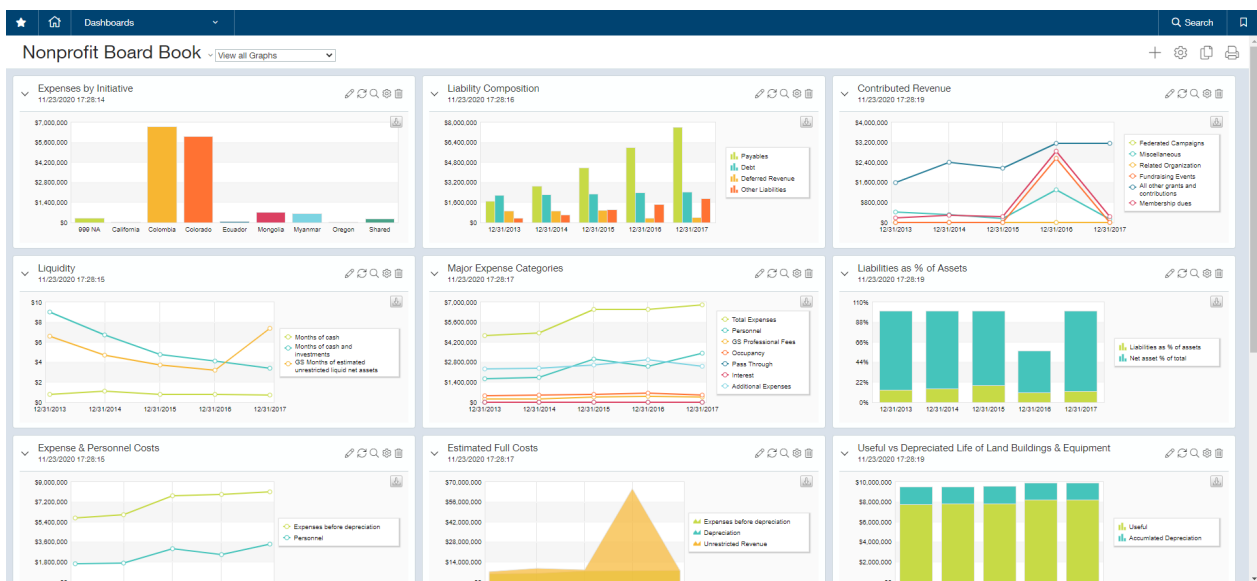 Dashboards
Search
Nonprofit Board Book
View all Graphs
Expenses by Initiative
11/23/2020 17:28:14
$7,000,000
$5,600,000
$4,200,000
$2,800,000
$1,400,000
$0
999 NA California Colombia Colorado Ecuador Mongolia Myanmar Oregon Shared
Liability Composition
11/23/2020 17:28:16
$8,000,000
$6,400,000
$4,800,000
$3,200,000
$1,600,000
$0
12/31/2013 12/31/2014 12/31/2015 12/31/2016 12/31/2017
Payables
Debt
Deferred Revenue
Other Liabilities
Contributed Revenue
11/23/2020 17:28:19
$4,000,000
$3,200,000
$2,400,000
$1,600,000
$800,000
$0
12/31/2013 12/31/2014 12/31/2015 12/31/2016 12/31/2017
Federated Campaigns
Miscellaneous
Related Organization
Fundraising Events
All other grants and
contributions
Membership dues
Liquidity
11/23/2020 17:28:15
$10
$8
$6
$4
$2
$0
12/31/2013 12/31/2014 12/31/2015 12/31/2016 12/31/2017
Months of cash
Months of cash and
investments
GS Months of estimated
unrestricted liquid net assets
Major Expense Categories
11/23/2020 17:28:17
$7,000,000
$5,600,000
$4,200,000
$2,800,000
$1,400,000
$0
12/31/2013 12/31/2014 12/31/2015 12/31/2016 12/31/2017
Total Expenses
Personnel
GS Professional Fees
Occupancy
Pass Through
Interest
Additional Expenses
Liabilities as % of Assets
11/23/2020 17:28:19
110%
88%
66%
44%
22%
0%
12/31/2013 12/31/2014 12/31/2015 12/31/2016 12/31/2017
Liabilities as % of assets
Net asset % of total
Expense & Personnel Costs
11/23/2020 17:28:15
$9,000,000
$7,200,000
$5,400,000
$3,600,000
$1,800,000
Expenses before depreciation
Personnel
Estimated Full Costs
11/23/2020 17:28:17
$70,000,000
$56,000,000
$42,000,000
$28,000,000
$14,000,000
Expenses before depreciation
Depreciation
Unrestricted Revenue
Useful vs Depreciated Life of Land Buildings & Equipment
11/23/2020 17:28:19
$10,000,000
$8,000,000
$6,000,000
$4,000,000
$2,000,000
Useful
Accumlated Depreciation